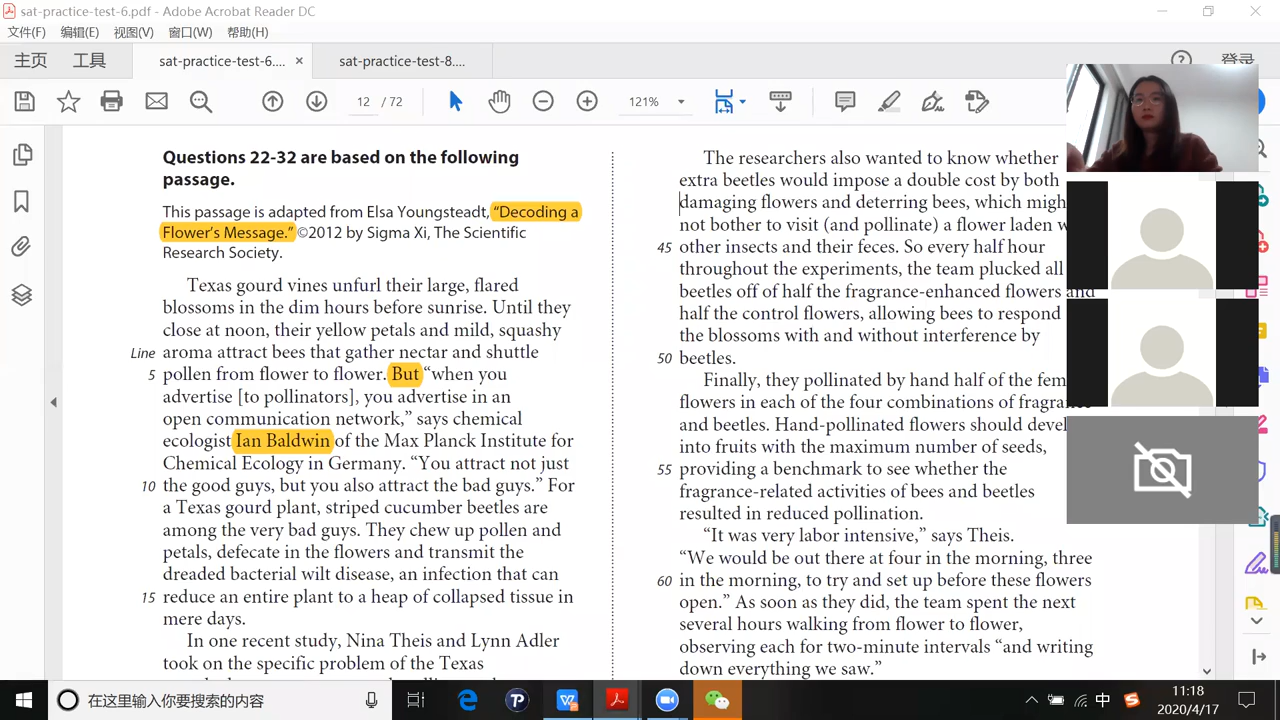 sat-practice-test-6.pdf - Adobe Acrobat Reader DC
文件(F) 编辑(E) 视图(V) 窗口(W) 帮助(H)
主页 工具 sat-practice-test-6.... × sat-practice-test-8.... 登录
12 / 72 121%
Questions 22-32 are based on the following
passage.
This passage is adapted from Elsa Youngsteadt, “Decoding a
Flower’s Message.” ©2012 by Sigma Xi, The Scientific
Research Society.
Texas gourd vines unfurl their large, flared
blossoms in the dim hours before sunrise. Until they
close at noon, their yellow petals and mild, squashy
Line aroma attract bees that gather nectar and shuttle
5 pollen from flower to flower. But “when you
advertise [to pollinators], you advertise in an
open communication network,” says chemical
ecologist Ian Baldwin of the Max Planck Institute for
Chemical Ecology in Germany. “You attract not just
10 the good guys, but you also attract the bad guys.” For
a Texas gourd plant, striped cucumber beetles are
among the very bad guys. They chew up pollen and
petals, defecate in the flowers and transmit the
dreaded bacterial wilt disease, an infection that can
15 reduce an entire plant to a heap of collapsed tissue in
mere days.
In one recent study, Nina Theis and Lynn Adler
took on the specific problem of the Texas
The researchers also wanted to know whether
extra beetles would impose a double cost by both
damaging flowers and deterring bees, which
not bother to visit (and pollinate) a flower laden
45 other insects and their feces. So every half hour
throughout the experiments, the team plucked all
beetles off of half the fragrance-enhanced flowers and
half the control flowers, allowing bees to respond
the blossoms with and without interference by
50 beetles.
Finally, they pollinated by hand half of the
flowers in each of the four combinations of
and beetles. Hand-pollinated flowers should
into fruits with the maximum number of seeds,
55 providing a benchmark to see whether the
fragrance-related activities of bees and beetles
resulted in reduced pollination.
“It was very labor intensive,” says Theis.
“We would be out there at four in the morning, three
60 in the morning, to try and set up before these flowers
open.” As soon as they did, the team spent the next
several hours walking from flower to flower,
observing each for two-minute intervals “and writing
down everything we saw.”
在这里输入你要搜索的内容
中
11:18
2020/4/17